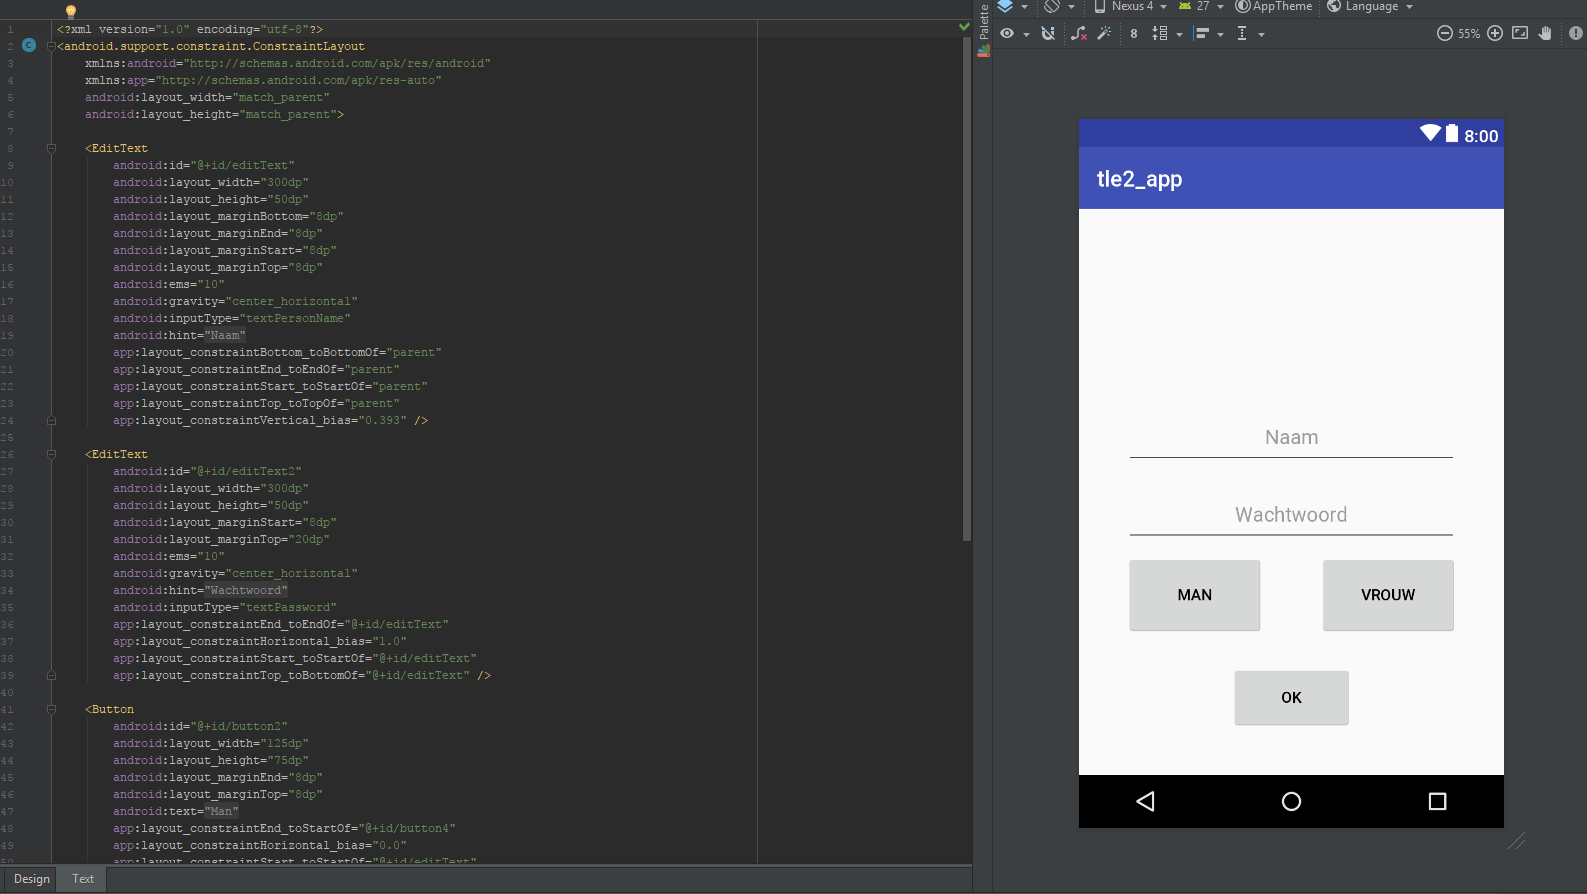 1 <?xml version="1.0" encoding="utf-8"?>
2 <android.support.constraint.ConstraintLayout
3 xmlns:android="http://schemas.android.com/apk/res/android"
4 xmlns:app="http://schemas.android.com/apk/res-auto"
5 android:layout_width="match_parent"
6 android:layout_height="match_parent">
7
8 <EditText
9 android:id="@+id/editText"
10 android:layout_width="300dp"
11 android:layout_height="50dp"
12 android:layout_marginBottom="8dp"
13 android:layout_marginEnd="8dp"
14 android:layout_marginStart="8dp"
15 android:layout_marginTop="8dp"
16 android:ems="10"
17 android:gravity="center_horizontal"
18 android:inputType="textPersonName"
19 android:hint="Naam"
20 app:layout_constraintBottom_toBottomOf="parent"
21 app:layout_constraintEnd_toEndOf="parent"
22 app:layout_constraintStart_toStartOf="parent"
23 app:layout_constraintTop_toTopOf="parent"
24 app:layout_constraintVertical_bias="0.393" />
25
26 <EditText
27 android:id="@+id/editText2"
28 android:layout_width="300dp"
29 android:layout_height="50dp"
30 android:layout_marginStart="8dp"
31 android:layout_marginTop="20dp"
32 android:ems="10"
33 android:gravity="center_horizontal"
34 android:hint="Wachtwoord"
35 android:inputType="textPassword"
36 app:layout_constraintEnd_toEndOf="@+id/editText"
37 app:layout_constraintHorizontal_bias="1.0"
38 app:layout_constraintStart_toStartOf="@+id/editText"
39 app:layout_constraintTop_toBottomOf="@+id/editText" />
40
41 <Button
42 android:id="@+id/button2"
43 android:layout_width="125dp"
44 android:layout_height="75dp"
45 android:layout_marginEnd="8dp"
46 android:layout_marginTop="8dp"
47 android:text="Man"
48 app:layout_constraintEnd_toStartOf="@+id/button4"
49 app:layout_constraintHorizontal_bias="0.0"
50 app:layout_constraintStart_toStartOf="@+id/editText"
Design Text
Palette
Nexus 4 27 AppTheme Language
8 55%
8:00
tle2_app
Naam
Wachtwoord
MAN VROUW
OK